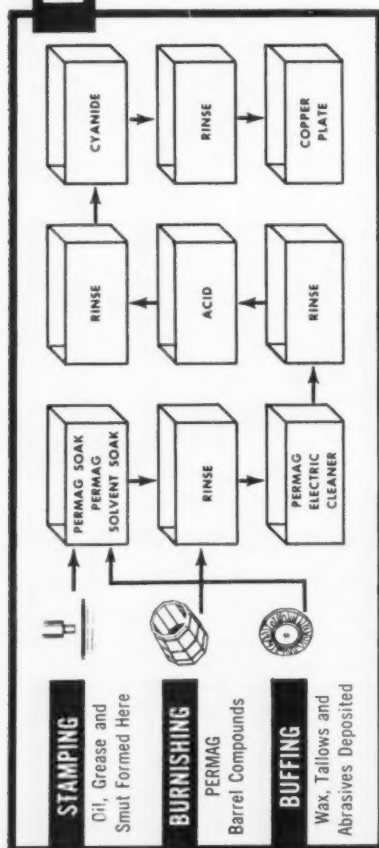 STAMPING
Oil, Grease and
Smut Formed Here
BURNISHING
PERMAG
Barrel Compounds
BUFFING
Wax, Tallows and
Abrasives Deposited
PERMAG SOAK
PERMAG
SOLVENT SOAK
RINSE
PERMAG
ELECTRIC
CLEANER
RINSE
ACID
RINSE
CYANIDE
RINSE
COPPER
PLATE